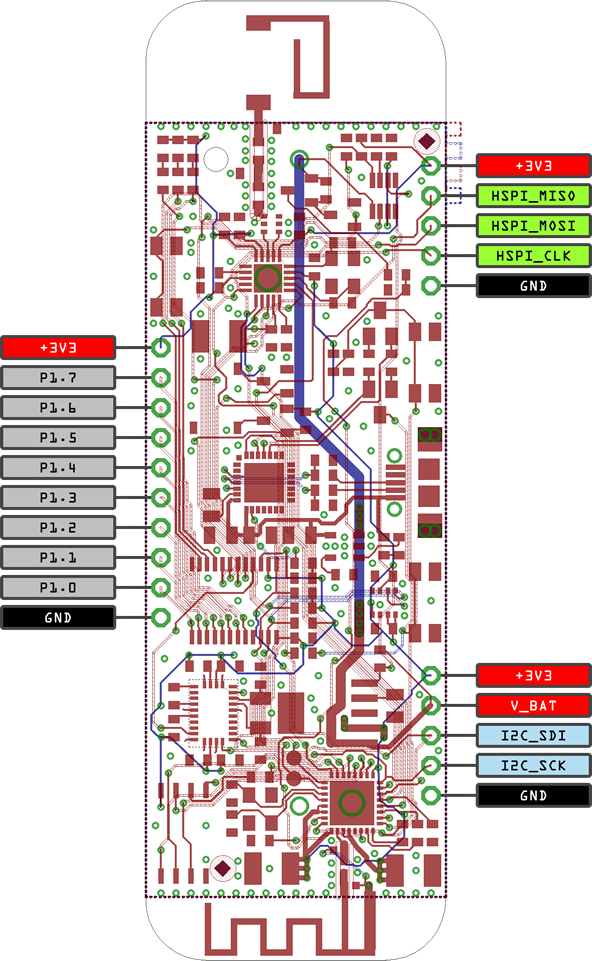 +3V3
HSPI_MISO
HSPI_MOSI
HSPI_CLK
GND
+3V3
P1.7
P1.6
P1.5
P1.4
P1.3
P1.2
P1.1
P1.0
GND
+3V3
V_BAT
I2C_SDI
I2C_SCK
GND